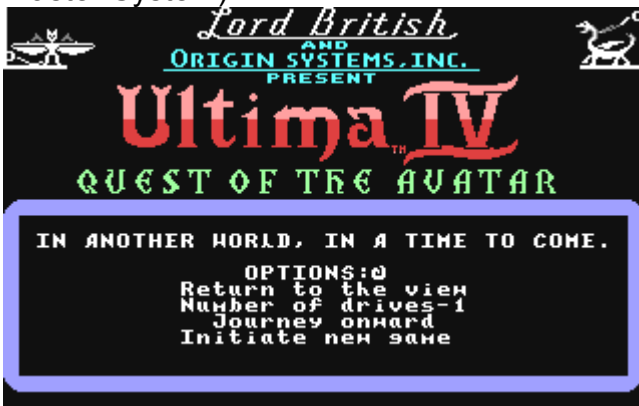 Lord British
AND
ORIGIN SYSTEMS, INC.
PRESENT
Ultima IV
TM
QUEST OF THE AVATAR
IN ANOTHER WORLD, IN A TIME TO COME.
OPTIONS:
Return to the view
Number of drives-1
Journey onward
Initiate new game